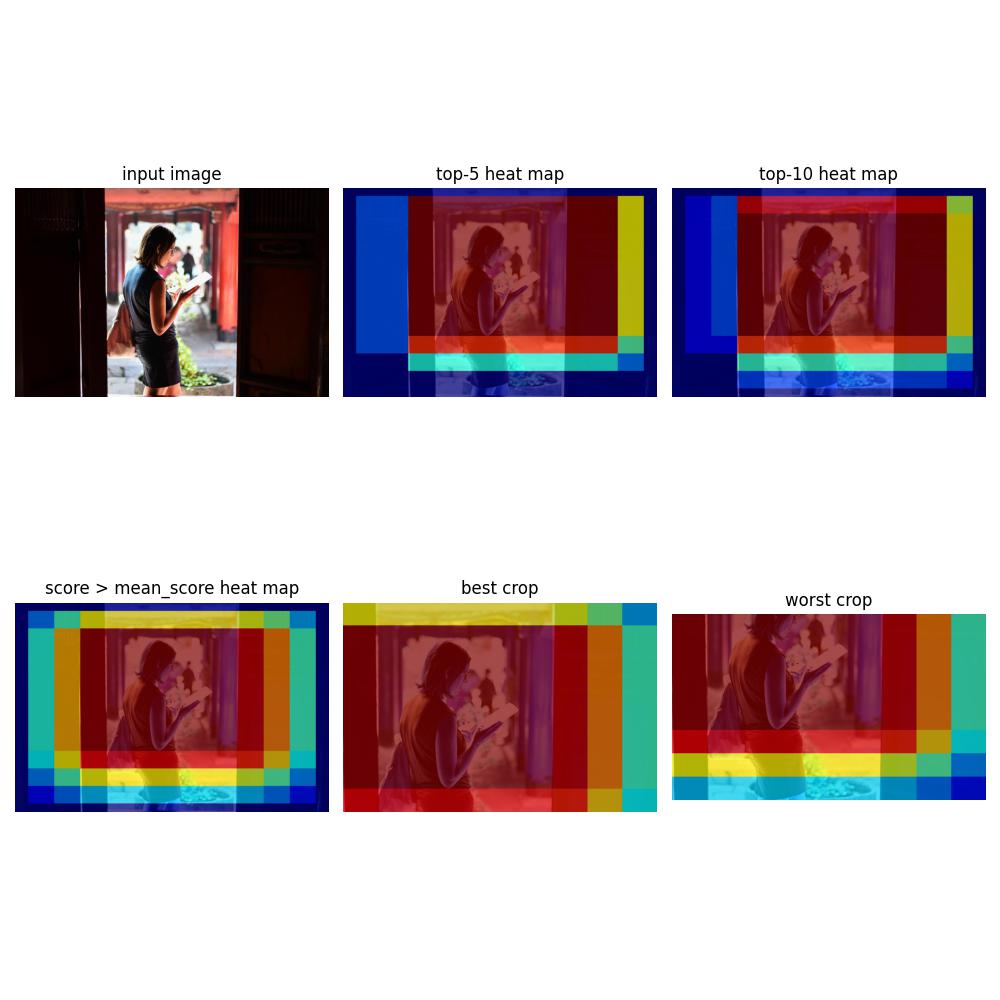 input image
top-5 heat map
top-10 heat map
score > mean_score heat map
best crop
worst crop